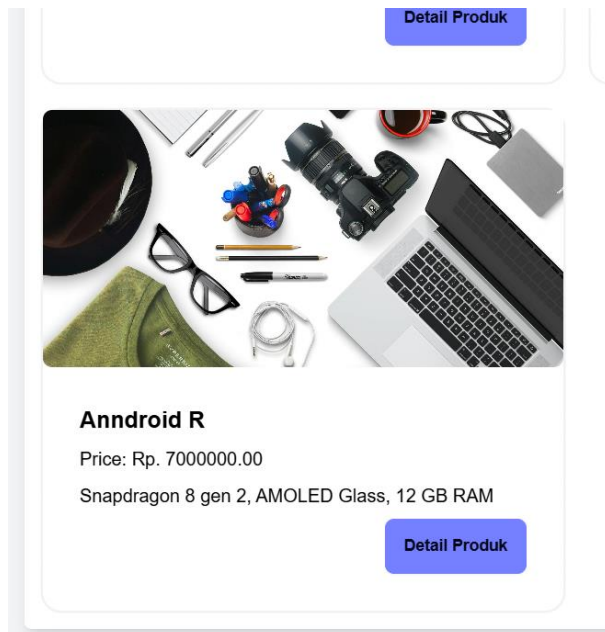 Detail Produk
Anndroid R
Price: Rp. 7000000.00
Snapdragon 8 gen 2, AMOLED Glass, 12 GB RAM
Detail Produk